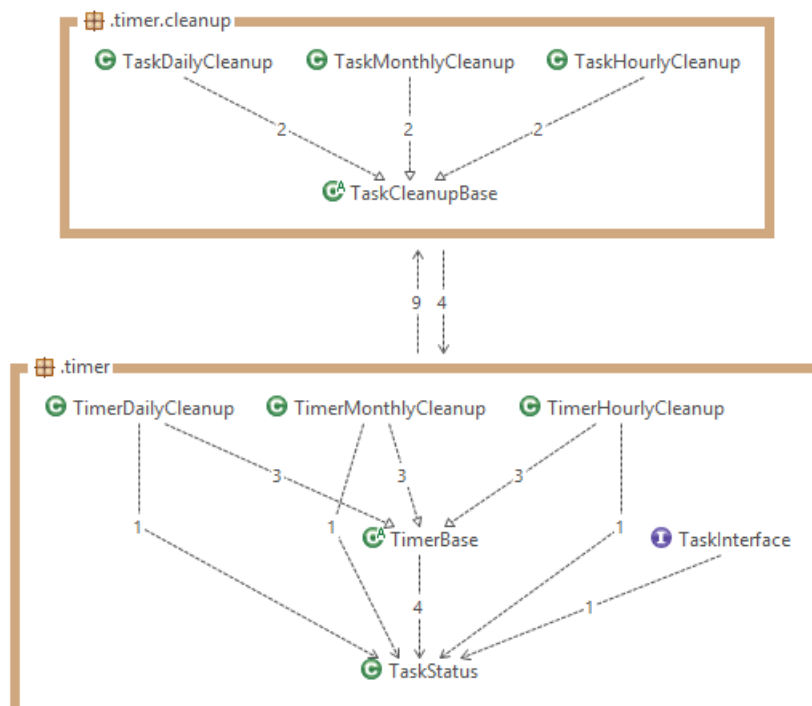 .timer.cleanup
TaskDailyCleanup TaskMonthlyCleanup TaskHourlyCleanup
2 2 2
TaskCleanupBase
9 4
.timer
TimerDailyCleanup TimerMonthlyCleanup TimerHourlyCleanup
3 3 3
1 1 1
TimerBase TaskInterface
4 1
TaskStatus